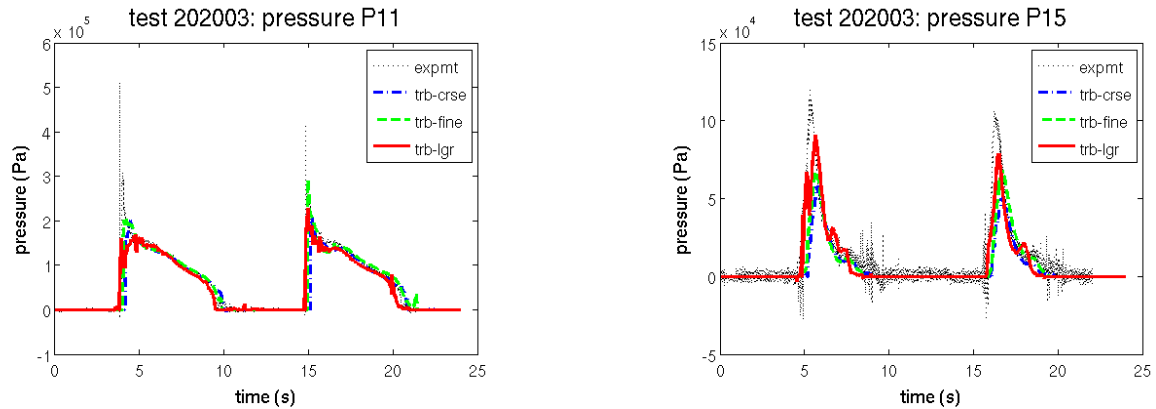 test 202003: pressure P11
x 10^5
6
5
4
3
2
1
0
-1
0 5 10 15 20 25
pressure (Pa)
time (s)
expmt
trb-crse
trb-fine
trb-lgr
test 202003: pressure P15
x 10^4
15
10
5
0
-5
0 5 10 15 20 25
pressure (Pa)
time (s)
expmt
trb-crse
trb-fine
trb-lgr